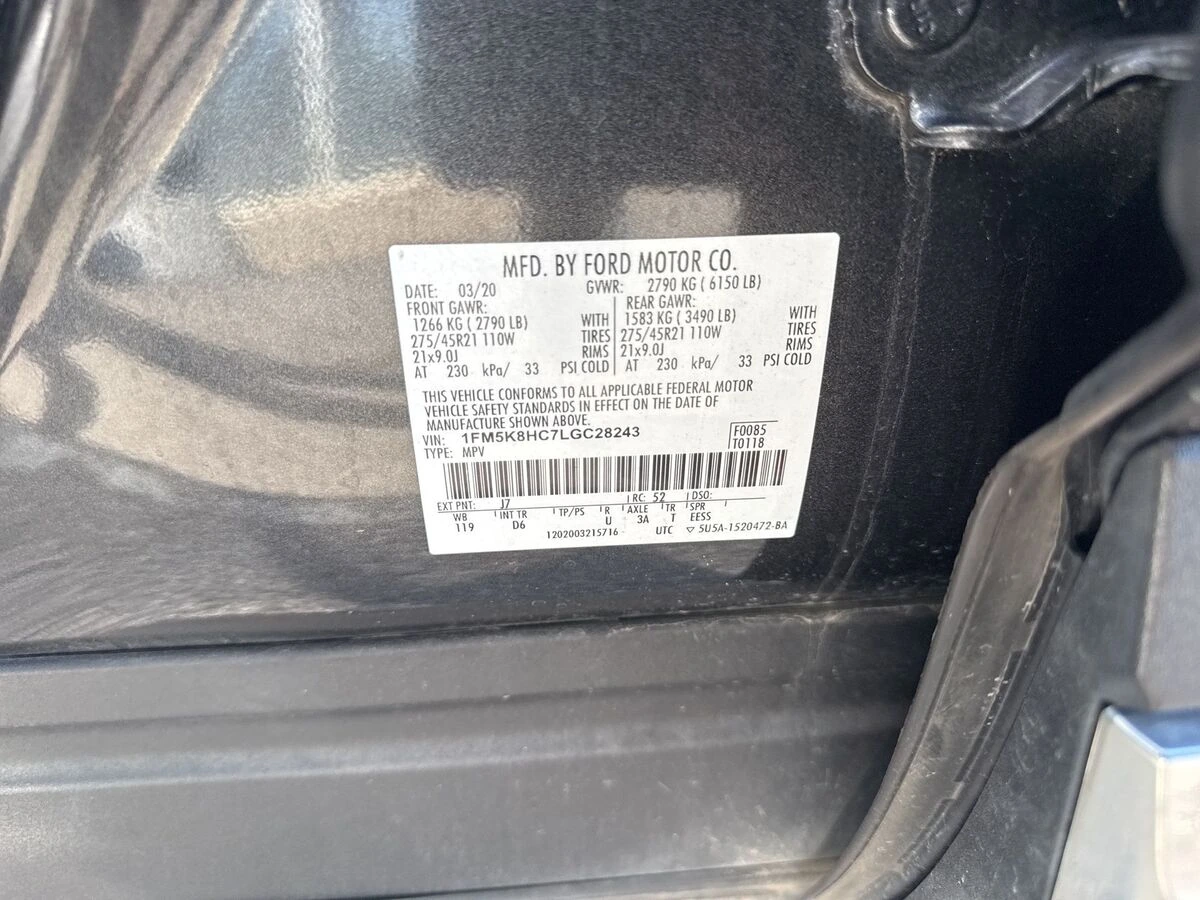 MFD. BY FORD MOTOR CO.
DATE: 03/20 GVWR: 2790 KG ( 6150 LB)
FRONT GAWR: REAR GAWR:
1266 KG ( 2790 LB) WITH 1583 KG ( 3490 LB) WITH
275/45R21 110W TIRES 275/45R21 110W TIRES
21x9.0J RIMS 21x9.0J RIMS
AT 230 kPa/ 33 PSI COLD AT 230 kPa/ 33 PSI COLD
THIS VEHICLE CONFORMS TO ALL APPLICABLE FEDERAL MOTOR
VEHICLE SAFETY STANDARDS IN EFFECT ON THE DATE OF
MANUFACTURE SHOWN ABOVE.
VIN: 1FM5K8HC7LGC28243 F0085
TYPE: MPV T0118
EXT PNT: J7 RC: 52 DSO:
WB INT TR TP/PS R AXLE TR SPR
119 D6 U 3A T EESS
1202003215716 UTC ▽ 5U5A-1520472-BA